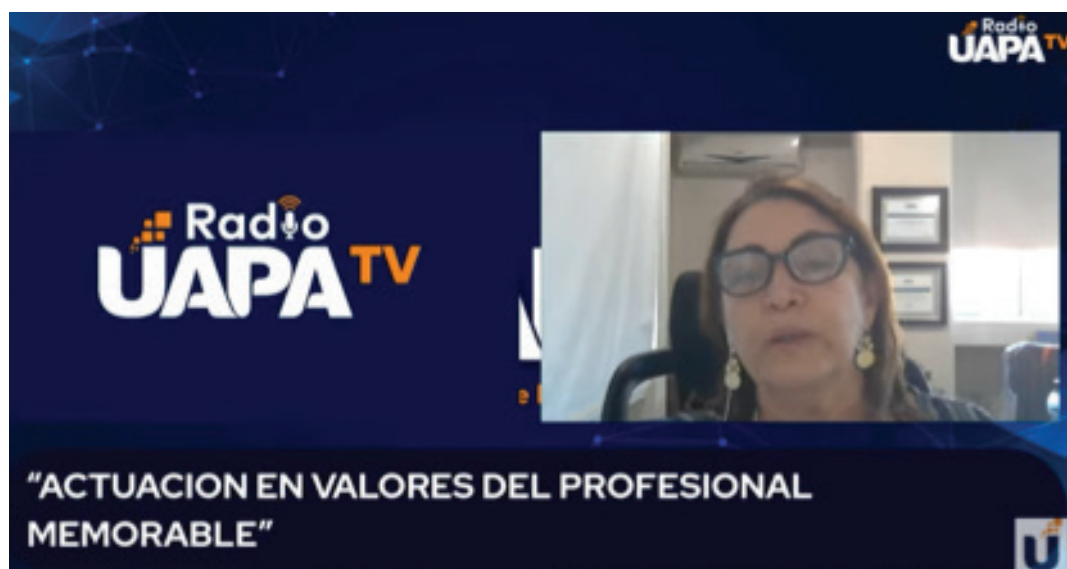 Radio
UAPA TV
Radio
UAPA TV
"ACTUACION EN VALORES DEL PROFESIONAL
MEMORABLE"
U